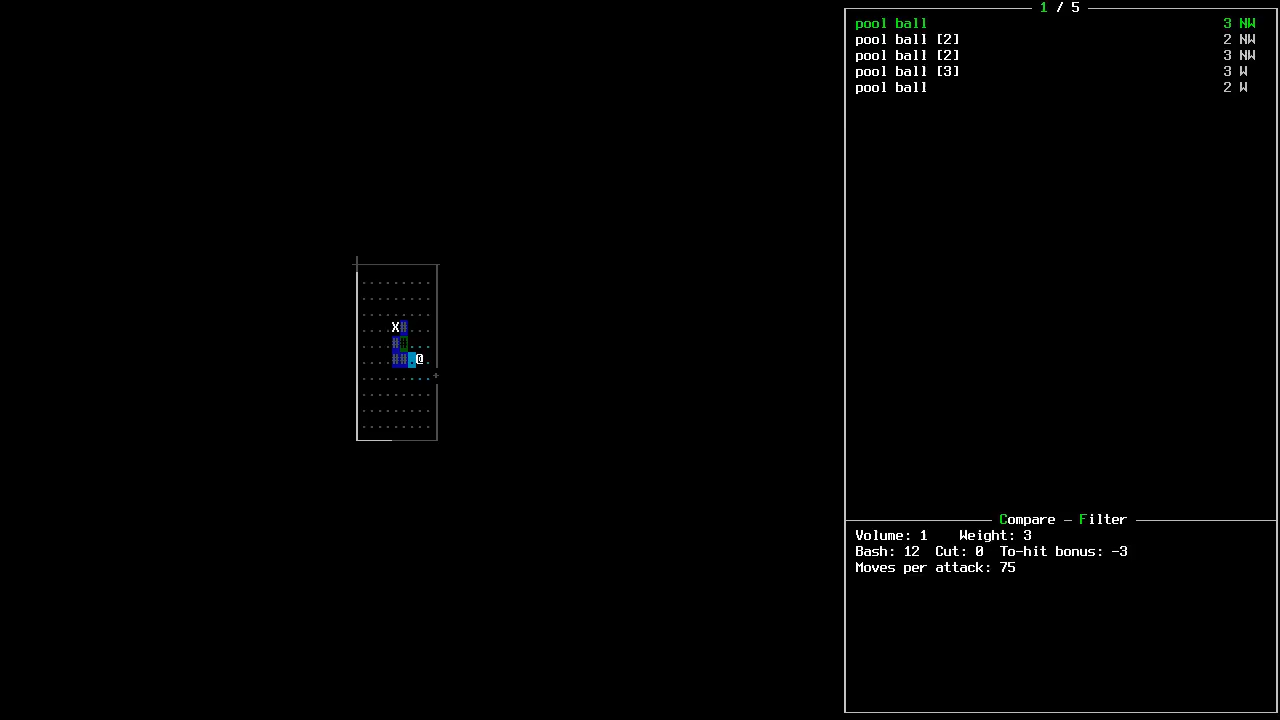 1 / 5
pool ball 3 NW
pool ball [2] 2 NW
pool ball [2] 3 NW
pool ball [3] 3 W
pool ball 2 W
X
@
Compare - Filter
Volume: 1 Weight: 3
Bash: 12 Cut: 0 To-hit bonus: -3
Moves per attack: 75